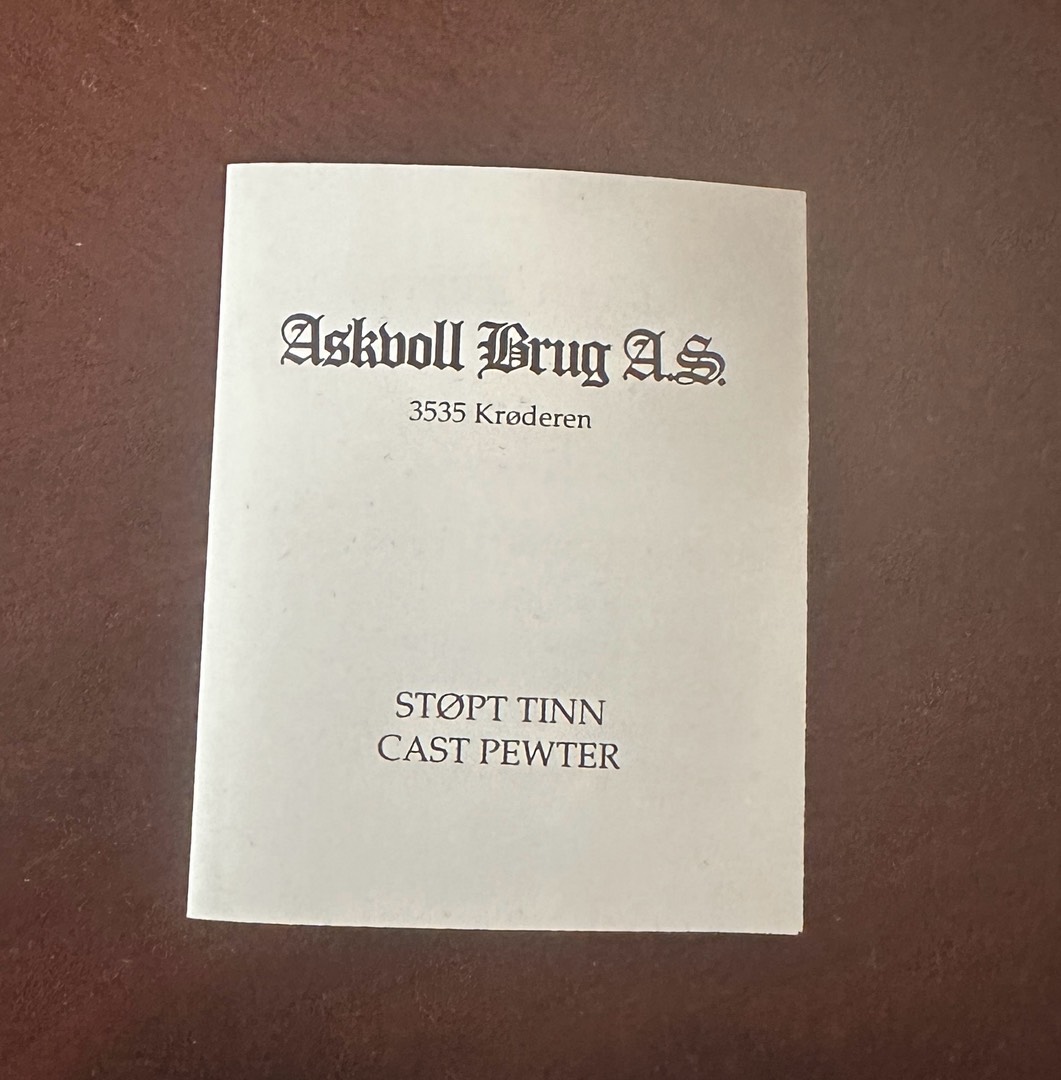 Askvoll Brug A.S.
3535 Krøderen
STØPT TINN
CAST PEWTER